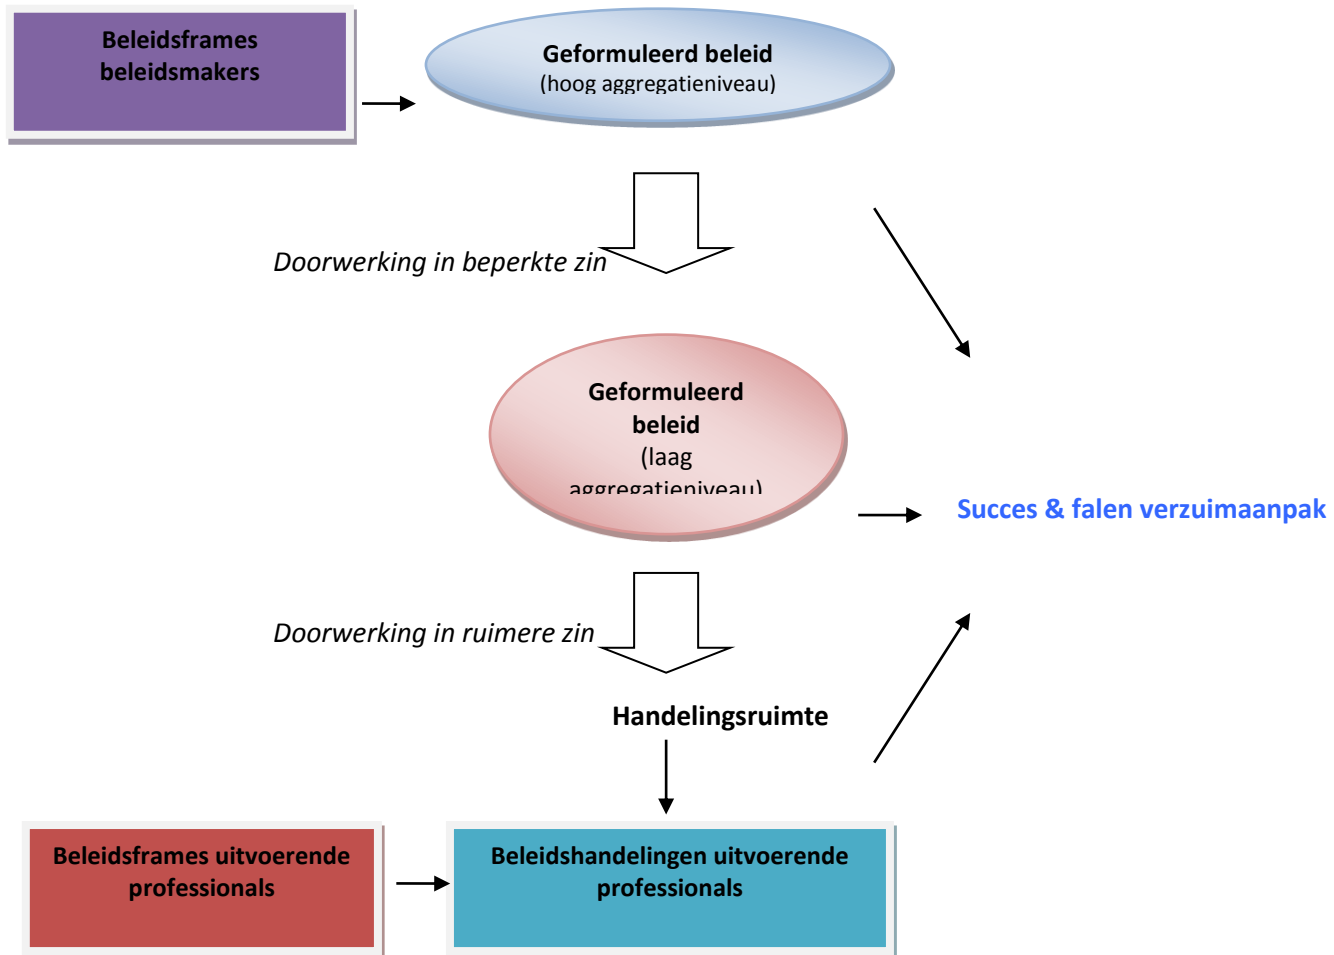 Beleidsframes
beleidsmakers
Geformuleerd beleid
(hoog aggregatieniveau)
Doorwerking in beperkte zin
Geformuleerd
beleid
(laag
aggregatieniveau)
Succes & falen verzuimaanpak
Doorwerking in ruimere zin
Handelingsruimte
Beleidsframes uitvoerende
professionals
Beleidshandelingen uitvoerende
professionals